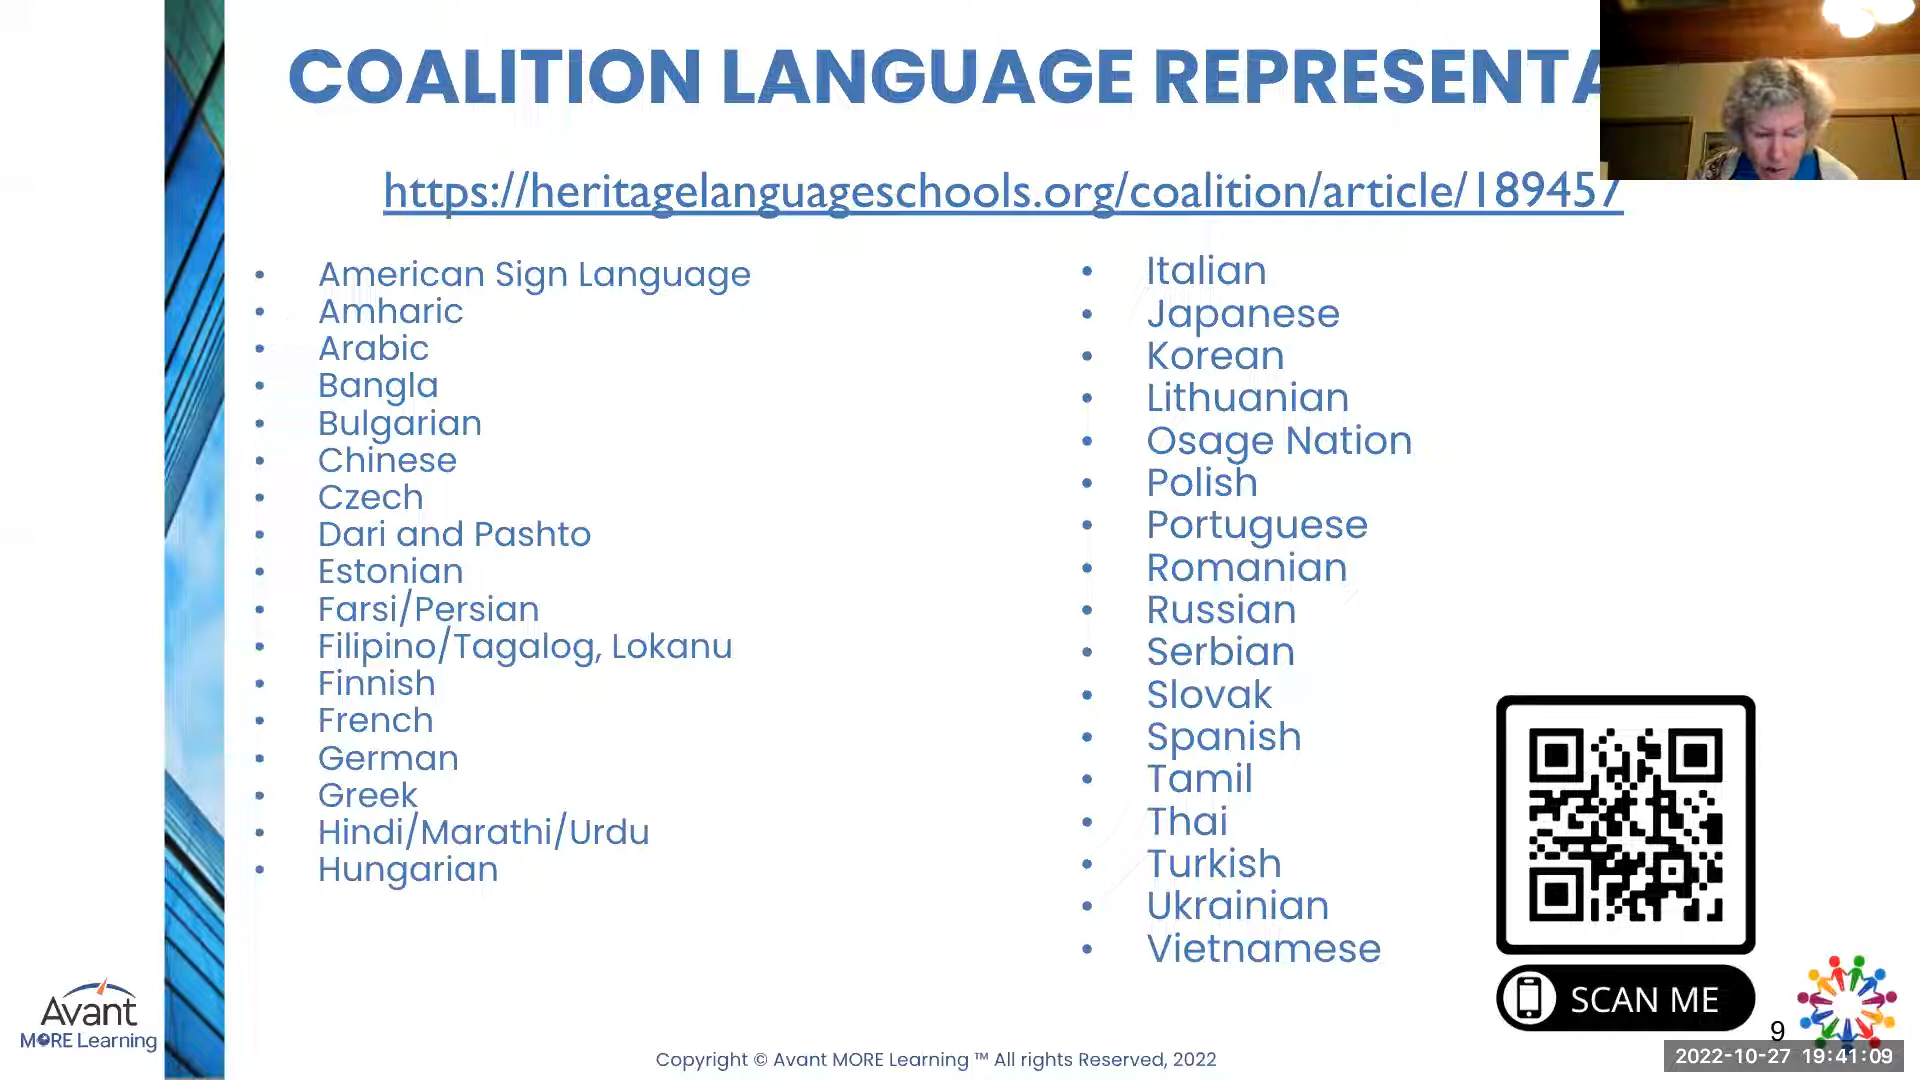 COALITION LANGUAGE REPRESENTA
https://heritagelanguageschools.org/coalition/article/189457
• American Sign Language
• Amharic
• Arabic
• Bangla
• Bulgarian
• Chinese
• Czech
• Dari and Pashto
• Estonian
• Farsi/Persian
• Filipino/Tagalog, Lokanu
• Finnish
• French
• German
• Greek
• Hindi/Marathi/Urdu
• Hungarian
• Italian
• Japanese
• Korean
• Lithuanian
• Osage Nation
• Polish
• Portuguese
• Romanian
• Russian
• Serbian
• Slovak
• Spanish
• Tamil
• Thai
• Turkish
• Ukrainian
• Vietnamese
SCAN ME
Avant
MORE Learning
9
Copyright © Avant MORE Learning ™ All rights Reserved, 2022
2022-10-27 19:41:09